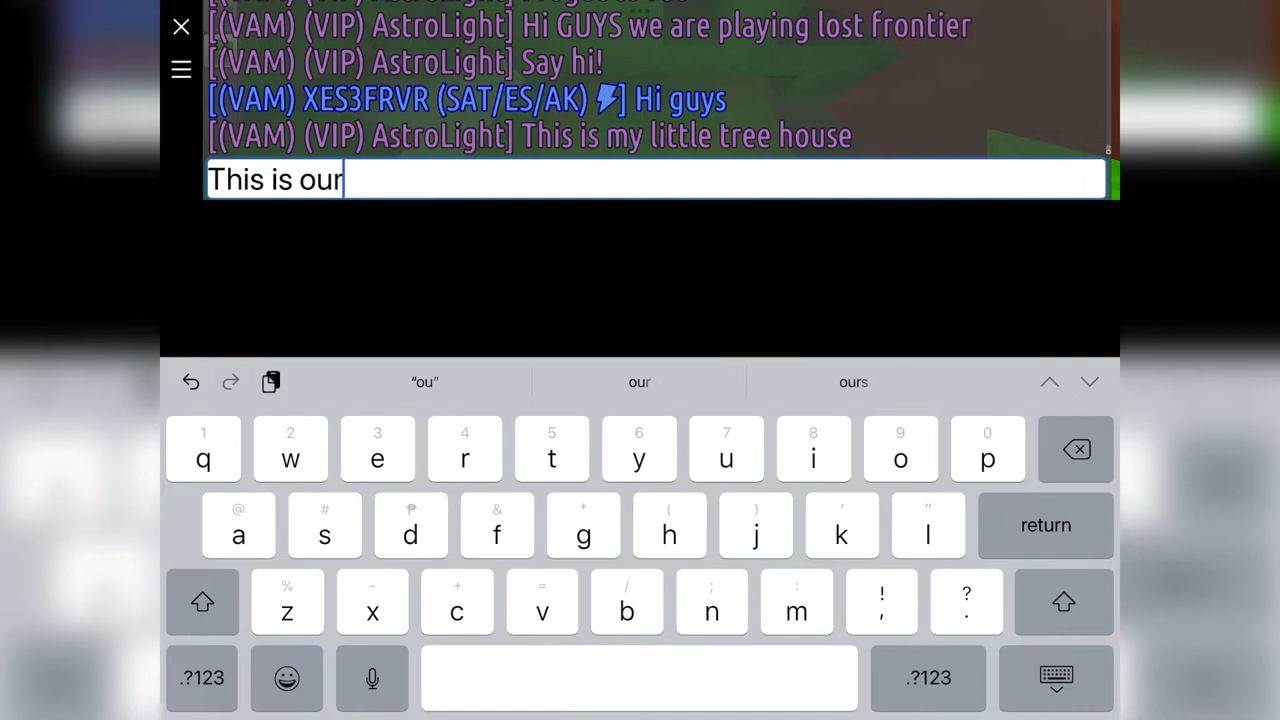 [(VAM) (VIP) AstroLight] Hi GUYS we are playing lost frontier
[(VAM) (VIP) AstroLight] Say hi!
[(VAM) XES3FRVR (SAT/ES/AK) ⚡] Hi guys
[(VAM) (VIP) AstroLight] This is my little tree house
This is our
“ou” our ours
1 2 3 4 5 6 7 8 9 0
q w e r t y u i o p
@ # ₱ & * ( ) ' "
a s d f g h j k l return
% - + = / ; : ! ?
z x c v b n m , .
.?123 .?123